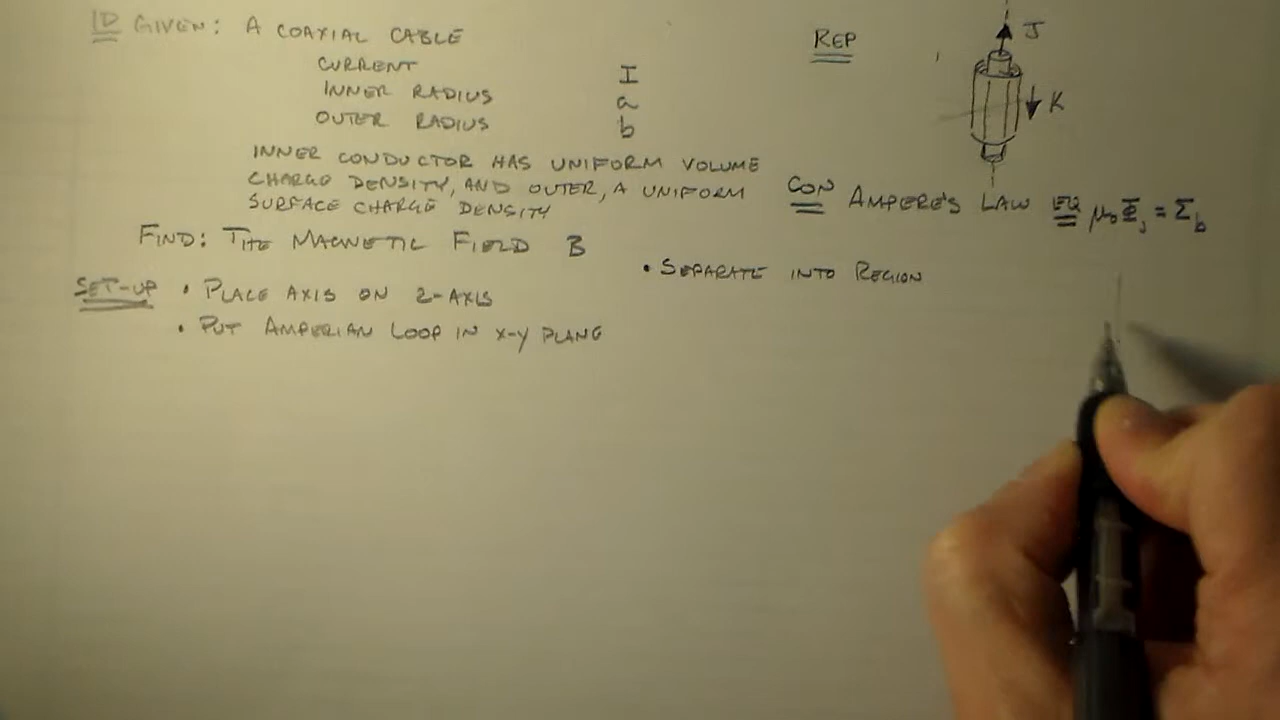 ID GIVEN: A COAXIAL CABLE
CURRENT I
INNER RADIUS a
OUTER RADIUS b
INNER CONDUCTOR HAS UNIFORM VOLUME
CHARGE DENSITY, AND OUTER, A UNIFORM
SURFACE CHARGE DENSITY
FIND: THE MAGNETIC FIELD B
REP
J
K
CON AMPERE'S LAW EQ μ₀Φ_J = Σ_b
SET-UP • PLACE AXIS ON Z-AXIS
• PUT AMPERIAN LOOP IN x-y PLANE
• SEPARATE INTO REGION